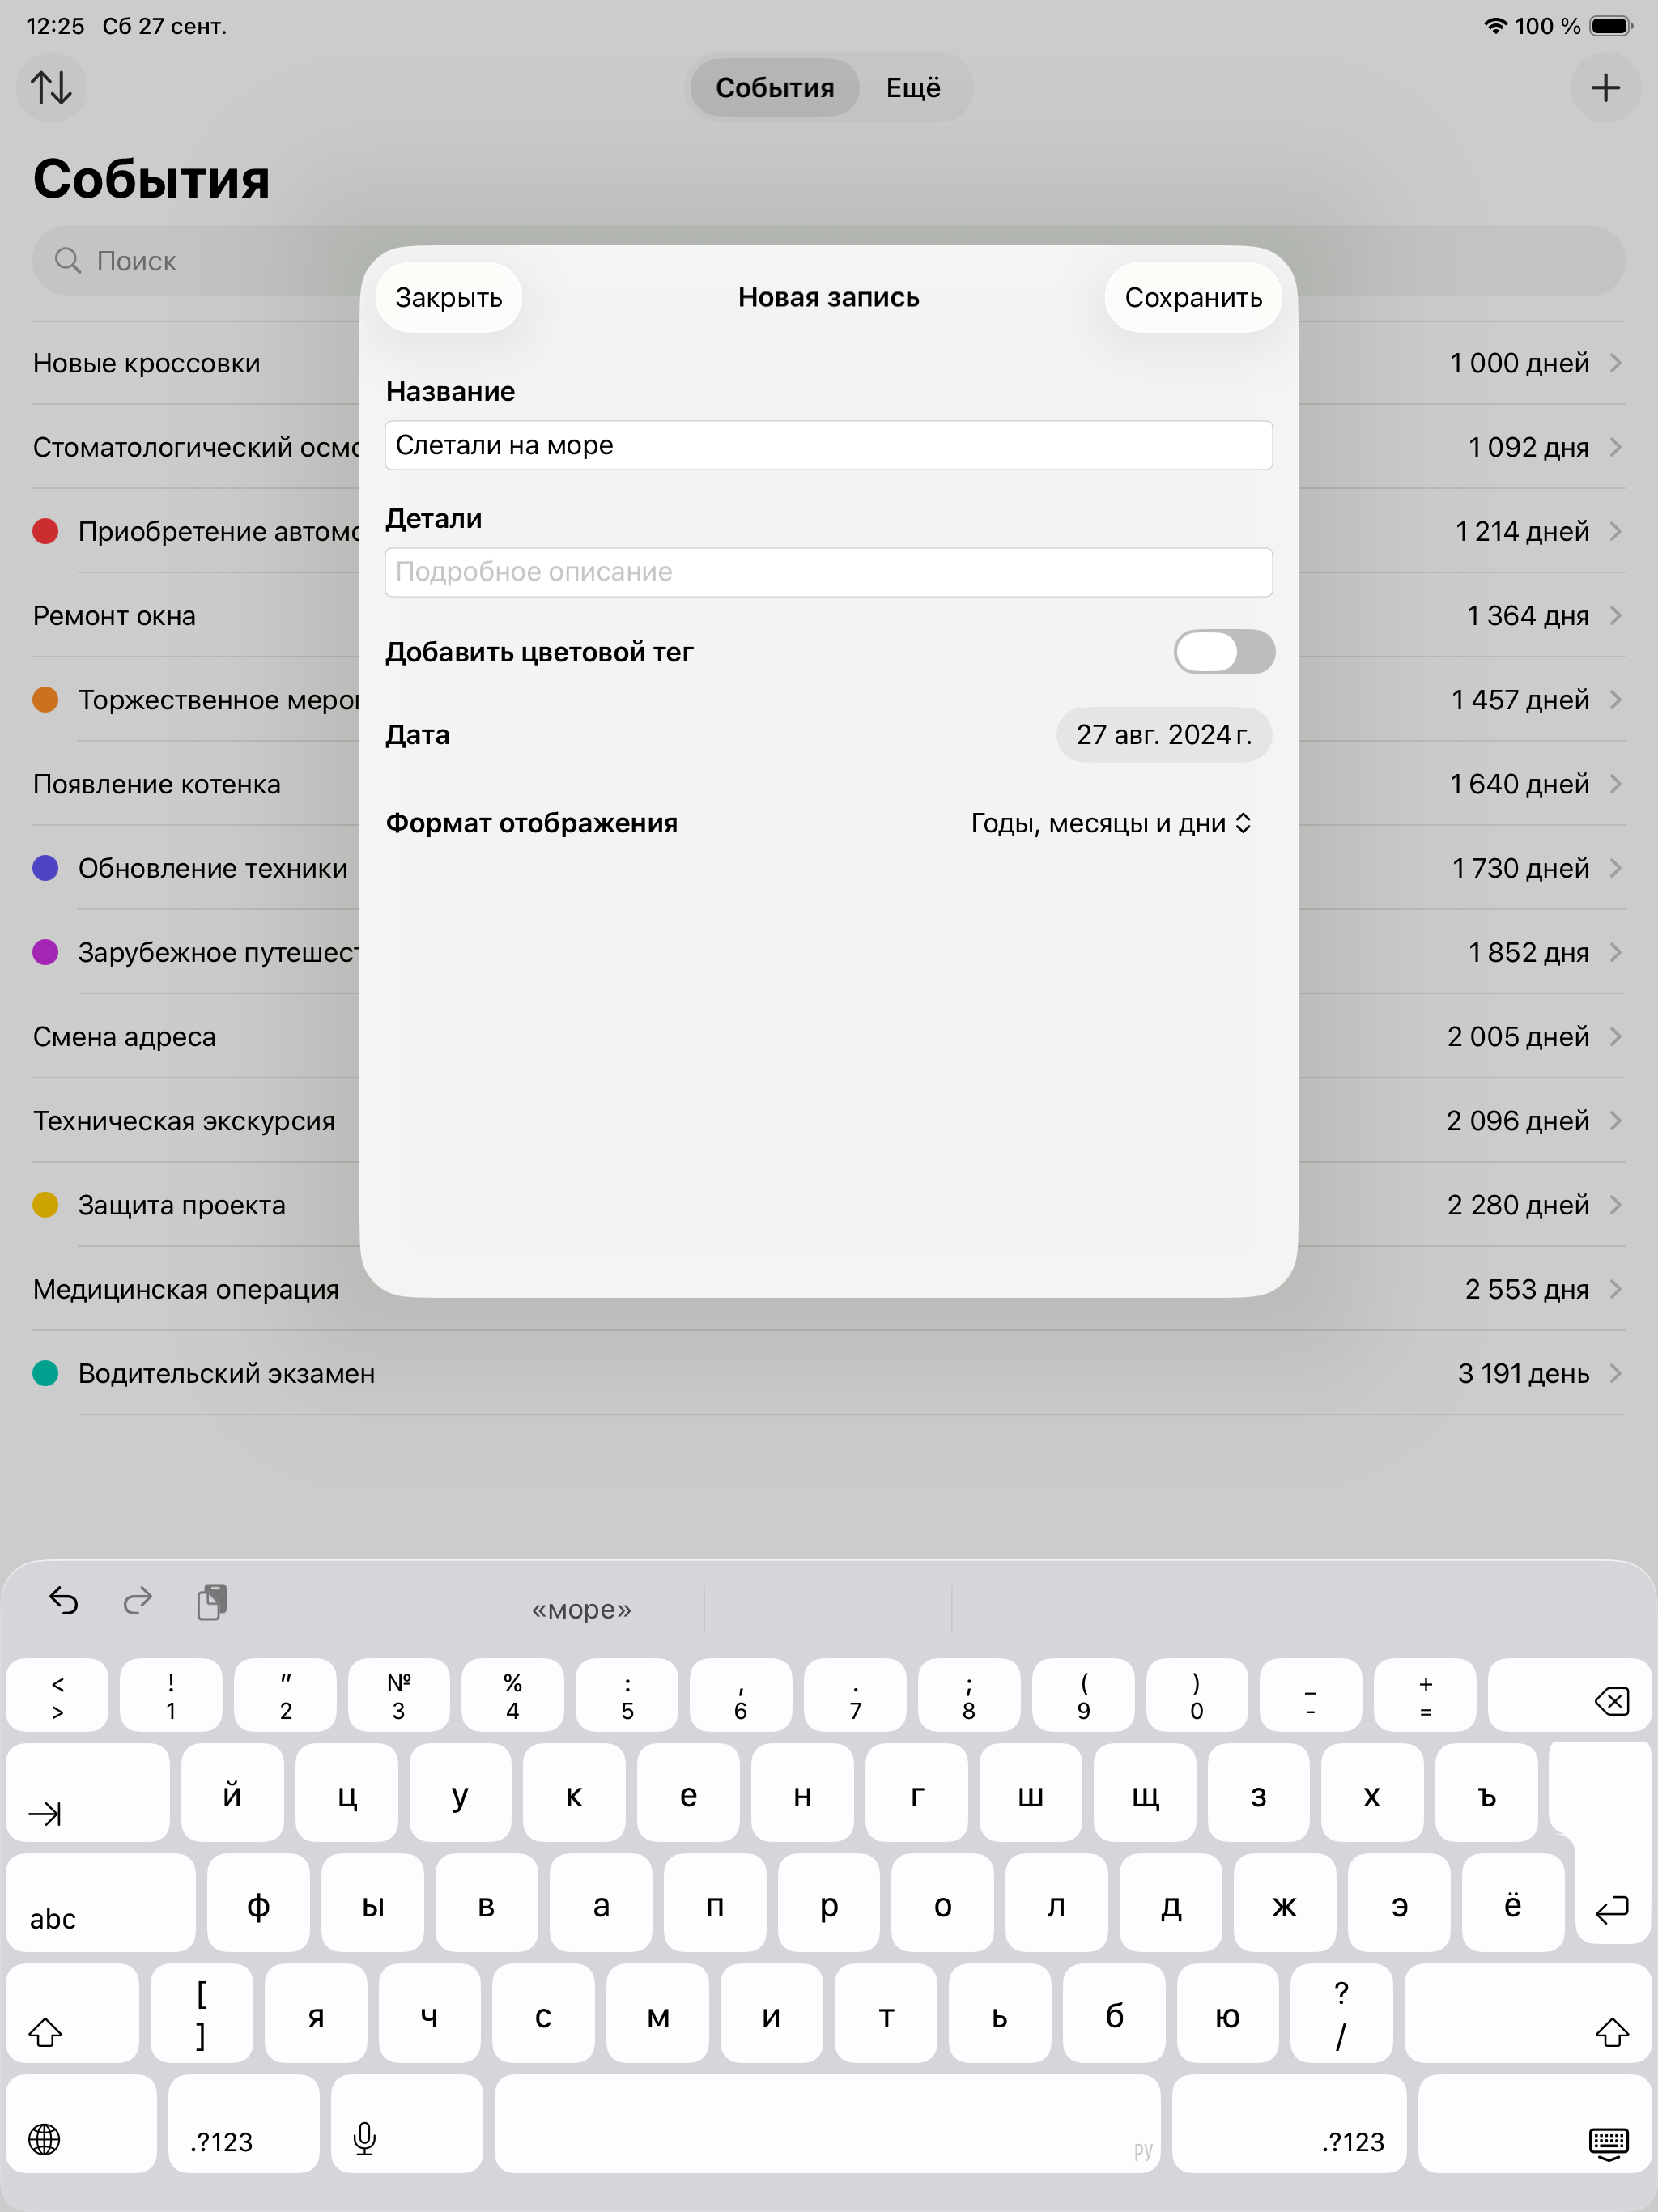 12:25 Сб 27 сент. 100 %
События Ещё
События
Поиск
Закрыть Новая запись Сохранить
Название
Слетали на море
Детали
Подробное описание
Добавить цветовой тег
Дата 27 авг. 2024 г.
Формат отображения Годы, месяцы и дни
Новые кроссовки 1 000 дней
Стоматологический 1 092 дня
Приобретение 1 214 дней
Ремонт окна 1 364 дня
Торжественное 1 457 дней
Появление котенка 1 640 дней
Обновление техники 1 730 дней
Зарубежное 1 852 дня
Смена адреса 2 005 дней
Техническая экскурсия 2 096 дней
Защита проекта 2 280 дней
Медицинская операция 2 553 дня
Водительский экзамен 3 191 день
«море»
< ! " № % : , . ; ( ) _ +
> 1 2 3 4 5 6 7 8 9 0 - =
й ц у к е н г ш щ з х ъ
abc ф ы в а п р о л д ж э ё
[ ?
я ч с м и т ь б ю
] /
.?123 РУ .?123